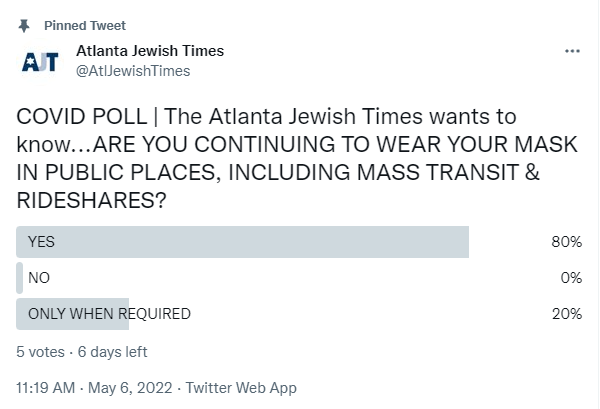 Pinned Tweet
AJT
Atlanta Jewish Times
@AtlJewishTimes
COVID POLL | The Atlanta Jewish Times wants to
know...ARE YOU CONTINUING TO WEAR YOUR MASK
IN PUBLIC PLACES, INCLUDING MASS TRANSIT &
RIDESHARES?
YES 80%
NO 0%
ONLY WHEN REQUIRED 20%
5 votes · 6 days left
11:19 AM · May 6, 2022 · Twitter Web App